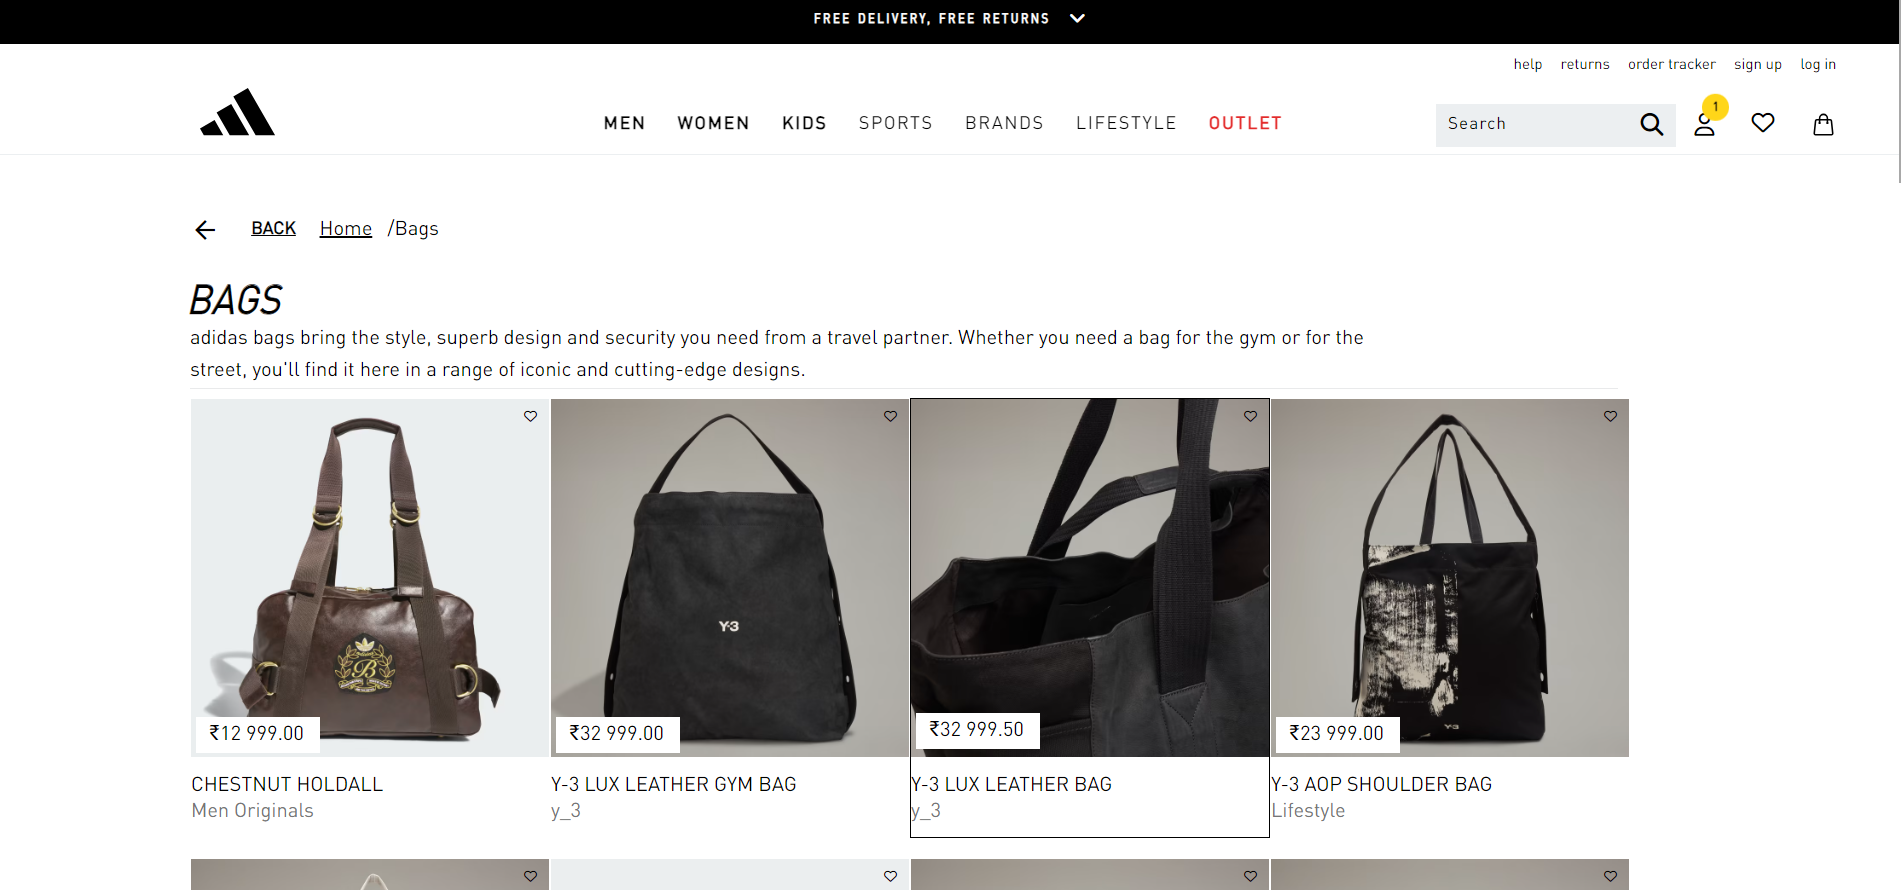 FREE DELIVERY, FREE RETURNS
help returns order tracker sign up log in
MEN WOMEN KIDS SPORTS BRANDS LIFESTYLE OUTLET
Search
1
BACK Home /Bags
BAGS
adidas bags bring the style, superb design and security you need from a travel partner. Whether you need a bag for the gym or for the
street, you'll find it here in a range of iconic and cutting-edge designs.
B
Y-3
Y-3
₹12 999.00
₹32 999.00
₹32 999.50
₹23 999.00
CHESTNUT HOLDALL
Men Originals
Y-3 LUX LEATHER GYM BAG
y_3
Y-3 LUX LEATHER BAG
y_3
Y-3 AOP SHOULDER BAG
Lifestyle